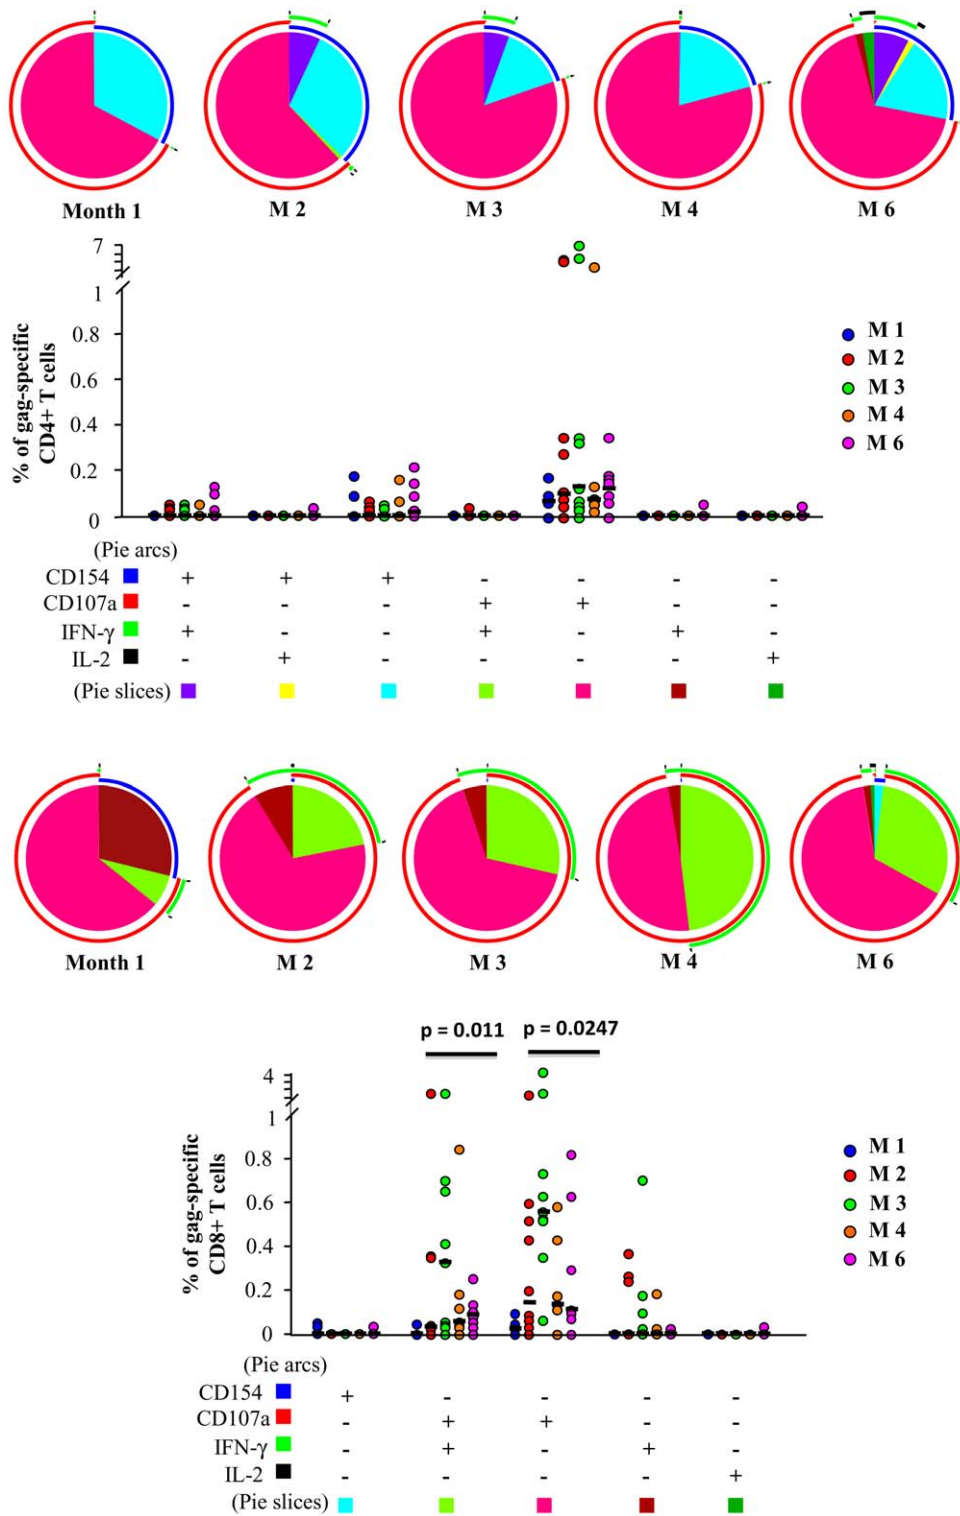 Month 1 M 2 M 3 M 4 M 6
7
1
0.8
0.6
0.4
0.2
0
% of gag-specific
CD4+ T cells
M 1
M 2
M 3
M 4
M 6
(Pie arcs)
CD154 + + + - - - -
CD107a - - - + + - -
IFN-γ + - - + - + -
IL-2 - + - - - - +
(Pie slices)
Month 1 M 2 M 3 M 4 M 6
p = 0.011 p = 0.0247
4
1
0.8
0.6
0.4
0.2
0
% of gag-specific
CD8+ T cells
M 1
M 2
M 3
M 4
M 6
(Pie arcs)
CD154 + - - - -
CD107a - + + - -
IFN-γ - + - + -
IL-2 - - - - +
(Pie slices)